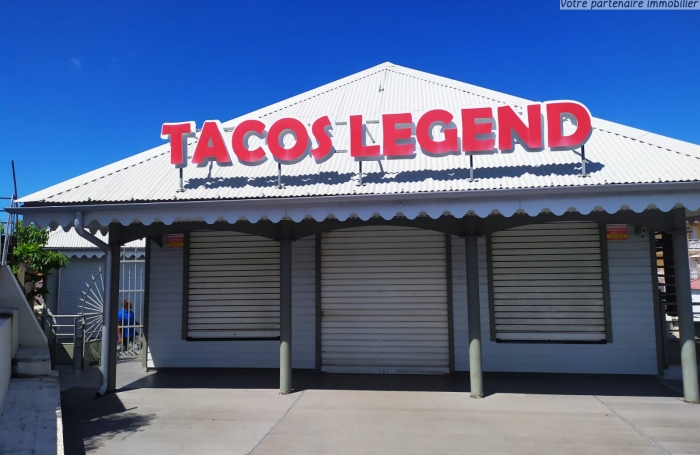 Votre partenaire immobilier
TACOS LEGEND